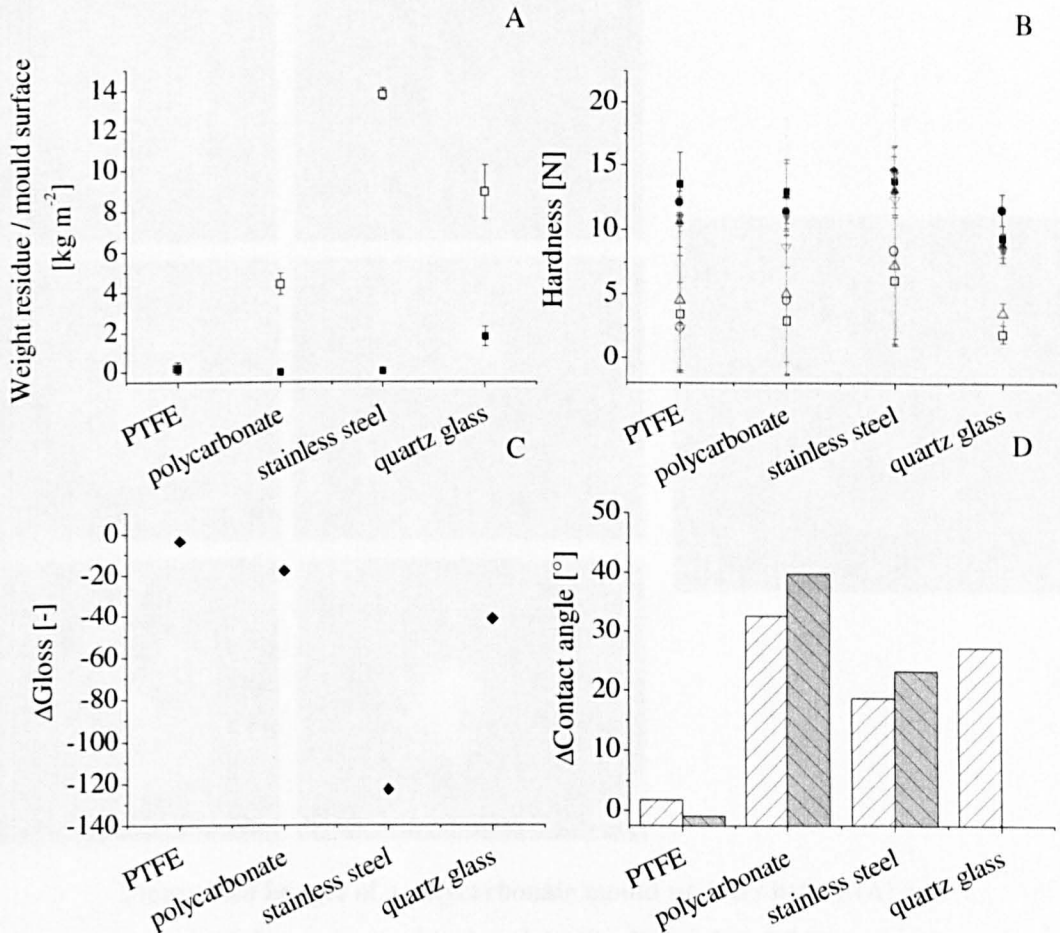 A
Weight residue / mould surface
[kg m-2]
14
12
10
8
6
4
2
0
PTFE
polycarbonate
stainless steel
quartz glass
B
Hardness [N]
20
15
10
5
0
PTFE
polycarbonate
stainless steel
quartz glass
C
ΔGloss [-]
0
-20
-40
-60
-80
-100
-120
-140
PTFE
polycarbonate
stainless steel
quartz glass
D
ΔContact angle [○]
50
40
30
20
10
0
PTFE
polycarbonate
stainless steel
quartz glass